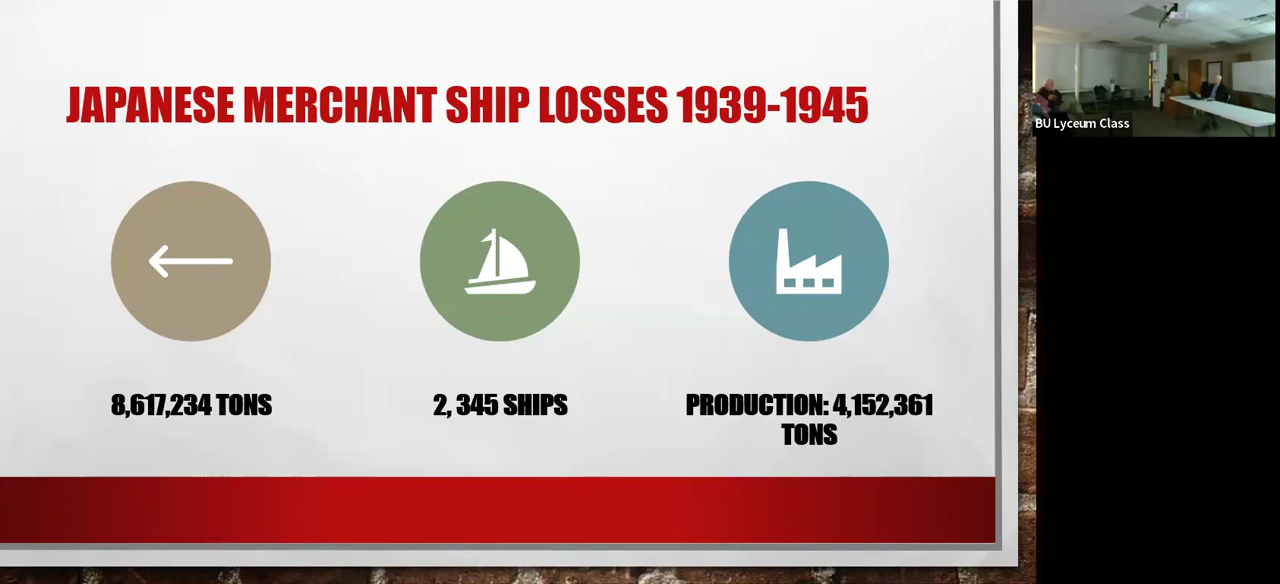 JAPANESE MERCHANT SHIP LOSSES 1939-1945
BU Lyceum Class
8,617,234 TONS
2, 345 SHIPS
PRODUCTION: 4,152,361
TONS